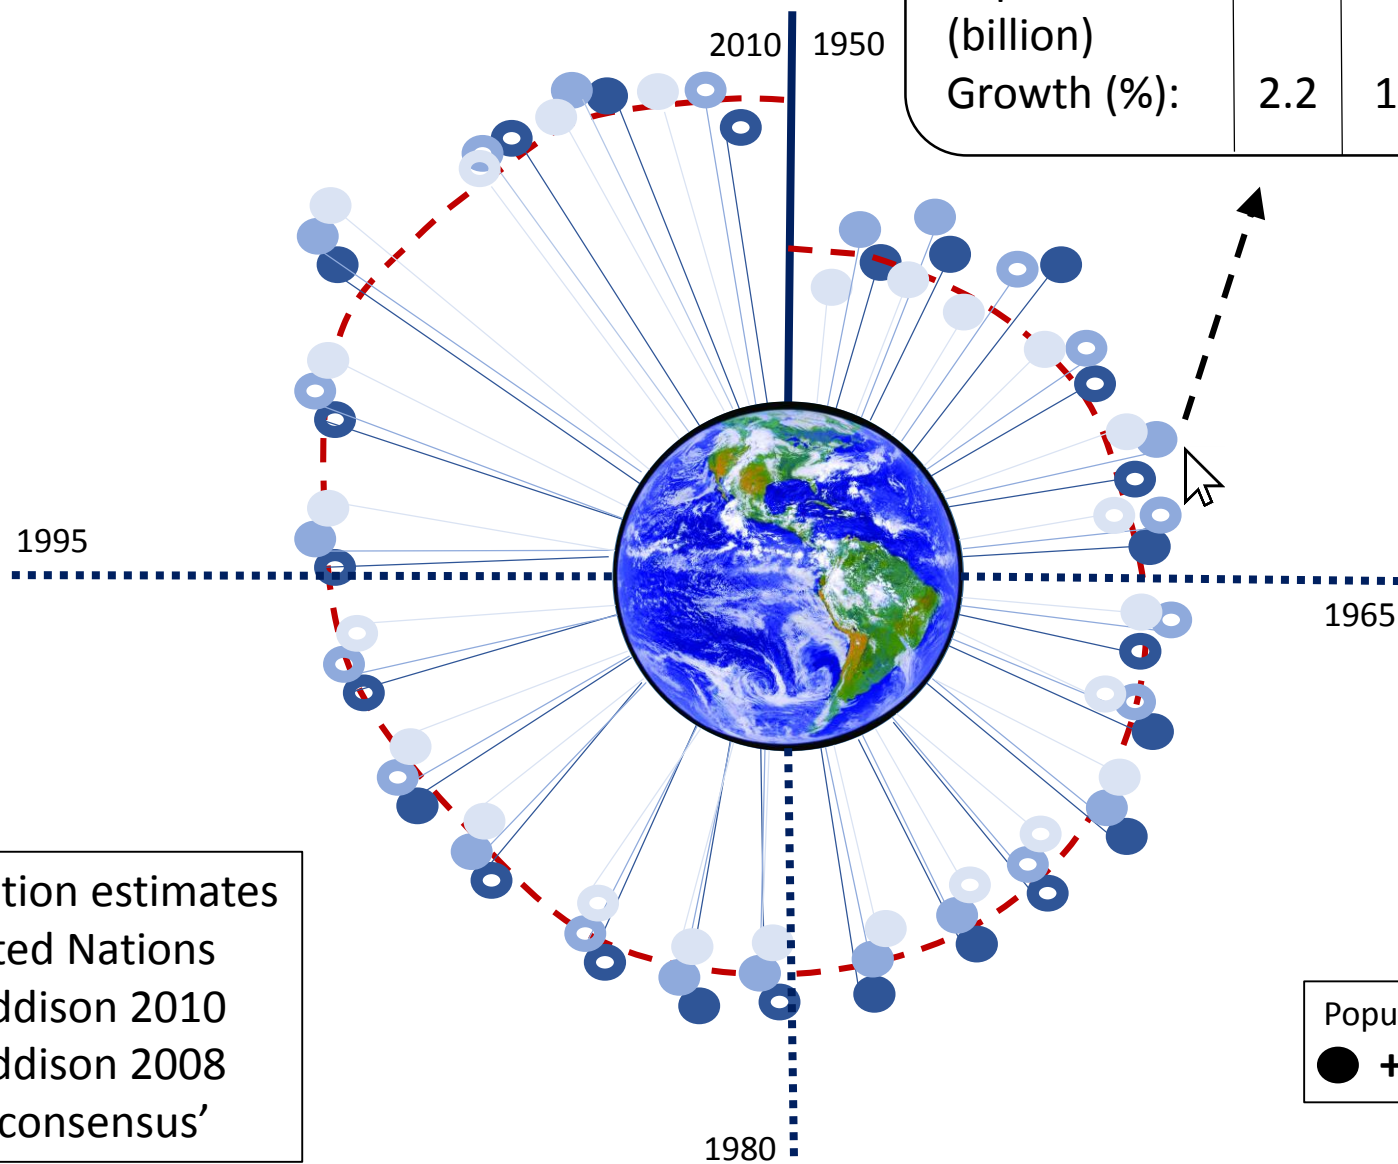 2010
1950
(billion)
Growth (%): 2.2 1
1995
1965
tion estimates
ted Nations
ddison 2010
ddison 2008
consensus’
Popu
+
1980